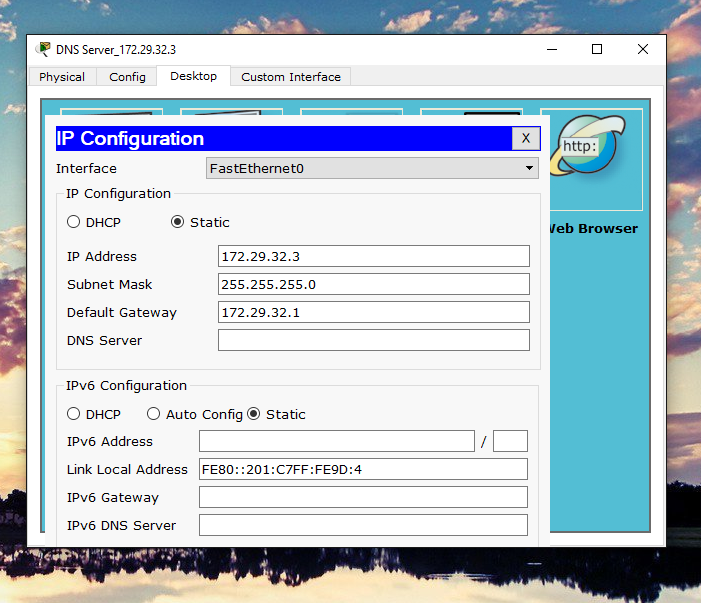 DNS Server_172.29.32.3
Physical Config Desktop Custom Interface
http:
IP Configuration X
Web Browser
Interface FastEthernet0
IP Configuration
DHCP Static
IP Address 172.29.32.3
Subnet Mask 255.255.255.0
Default Gateway 172.29.32.1
DNS Server
IPv6 Configuration
DHCP Auto Config Static
IPv6 Address /
Link Local Address FE80::201:C7FF:FE9D:4
IPv6 Gateway
IPv6 DNS Server